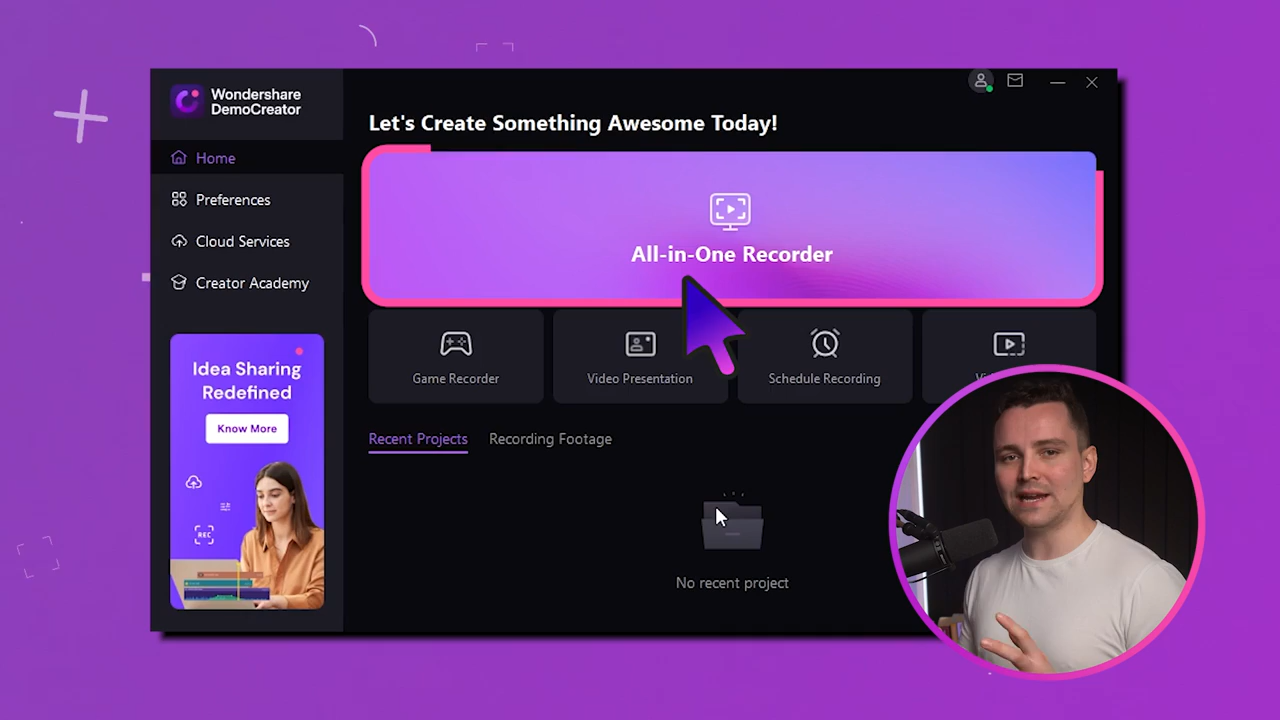 Wondershare
DemoCreator
Let's Create Something Awesome Today!
Home
Preferences
Cloud Services
Creator Academy
All-in-One Recorder
Game Recorder
Video Presentation
Schedule Recording
Idea Sharing
Redefined
Know More
REC
Recent Projects
Recording Footage
No recent project